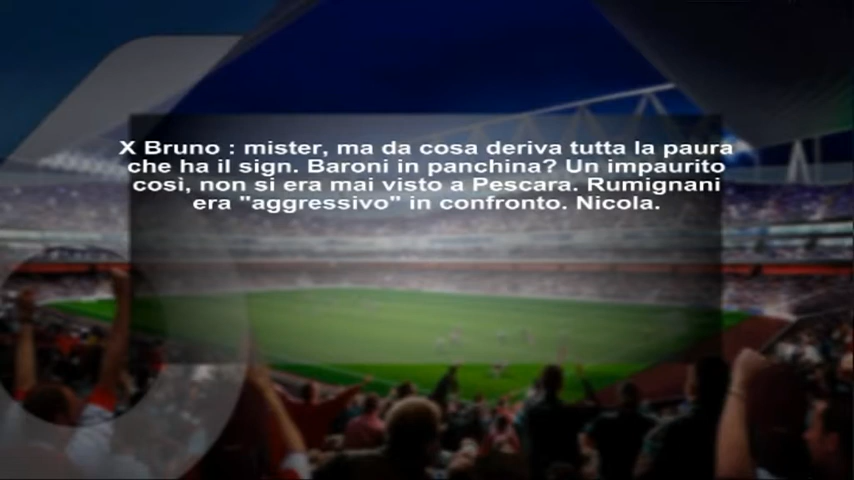 X Bruno : mister, ma da cosa deriva tutta la paura
che ha il sign. Baroni in panchina? Un impaurito
così, non si era mai visto a Pescara. Rumignani
era "aggressivo" in confronto. Nicola.